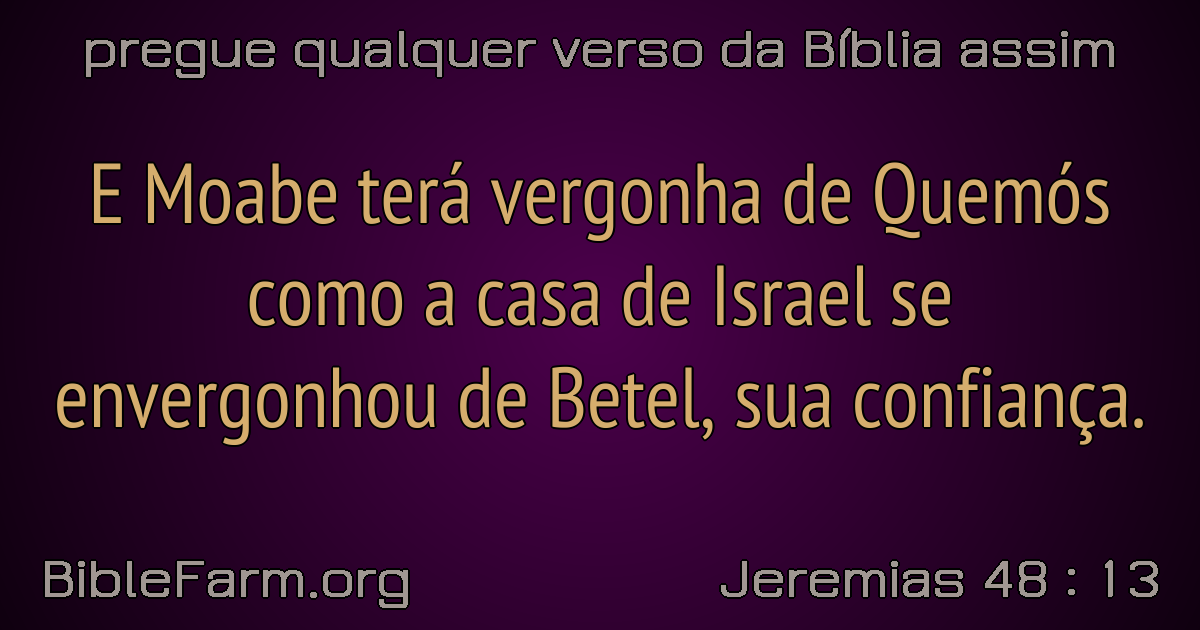 pregue qualquer verso da Bíblia assim
E Moabe terá vergonha de Quemós
como a casa de Israel se
envergonhou de Betel, sua confiança.
BibleFarm.org
Jeremias 48 : 13